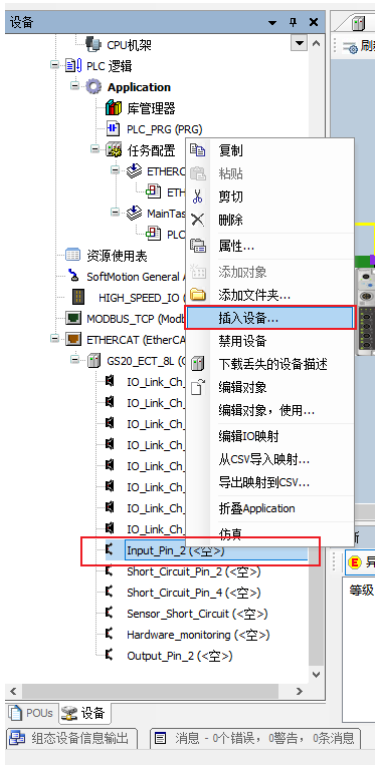 设备
CPU机架
刷
PLC 逻辑
Application
库管理器
PLC_PRG (PRG)
任务配置
复制
ETHERC
粘贴
ETH
剪切
MainTas
删除
PLC
属性...
资源使用表
添加对象
SoftMotion General A
添加文件夹...
HIGH_SPEED_IO (
插入设备...
MODBUS_TCP (Modb
禁用设备
ETHERCAT (EtherCA
下载丢失的设备描述
GS20_ECT_8L (G
编辑对象
IO_Link_Ch_
编辑对象，使用...
IO_Link_Ch_
编辑IO映射
IO_Link_Ch_
从CSV导入映射...
IO_Link_Ch_
导出映射到CSV...
IO_Link_Ch_
折叠Application
IO_Link_Ch_
仿真
IO_Link_Ch_
IO_Link_Ch_
Input_Pin_2 (<空>)
Short_Circuit_Pin_2 (<空>)
Short_Circuit_Pin_4 (<空>)
等级
Sensor_Short_Circuit (<空>)
Hardware_monitoring (<空>)
Output_Pin_2 (<空>)
POUs
设备
组态设备信息输出
消息 - 0个错误，0警告，0条消息